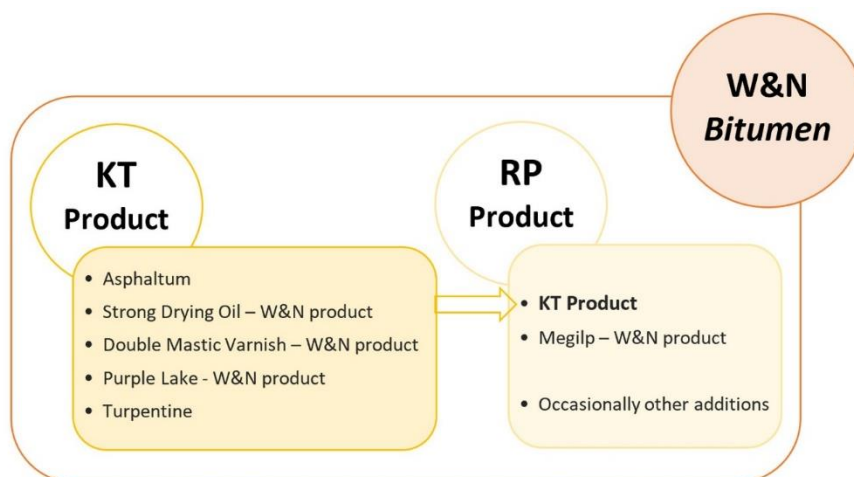 W&N
Bitumen
KT
Product
• Asphaltum
• Strong Drying Oil – W&N product
• Double Mastic Varnish – W&N product
• Purple Lake - W&N product
• Turpentine
RP
Product
• KT Product
• Megilp – W&N product
• Occasionally other additions